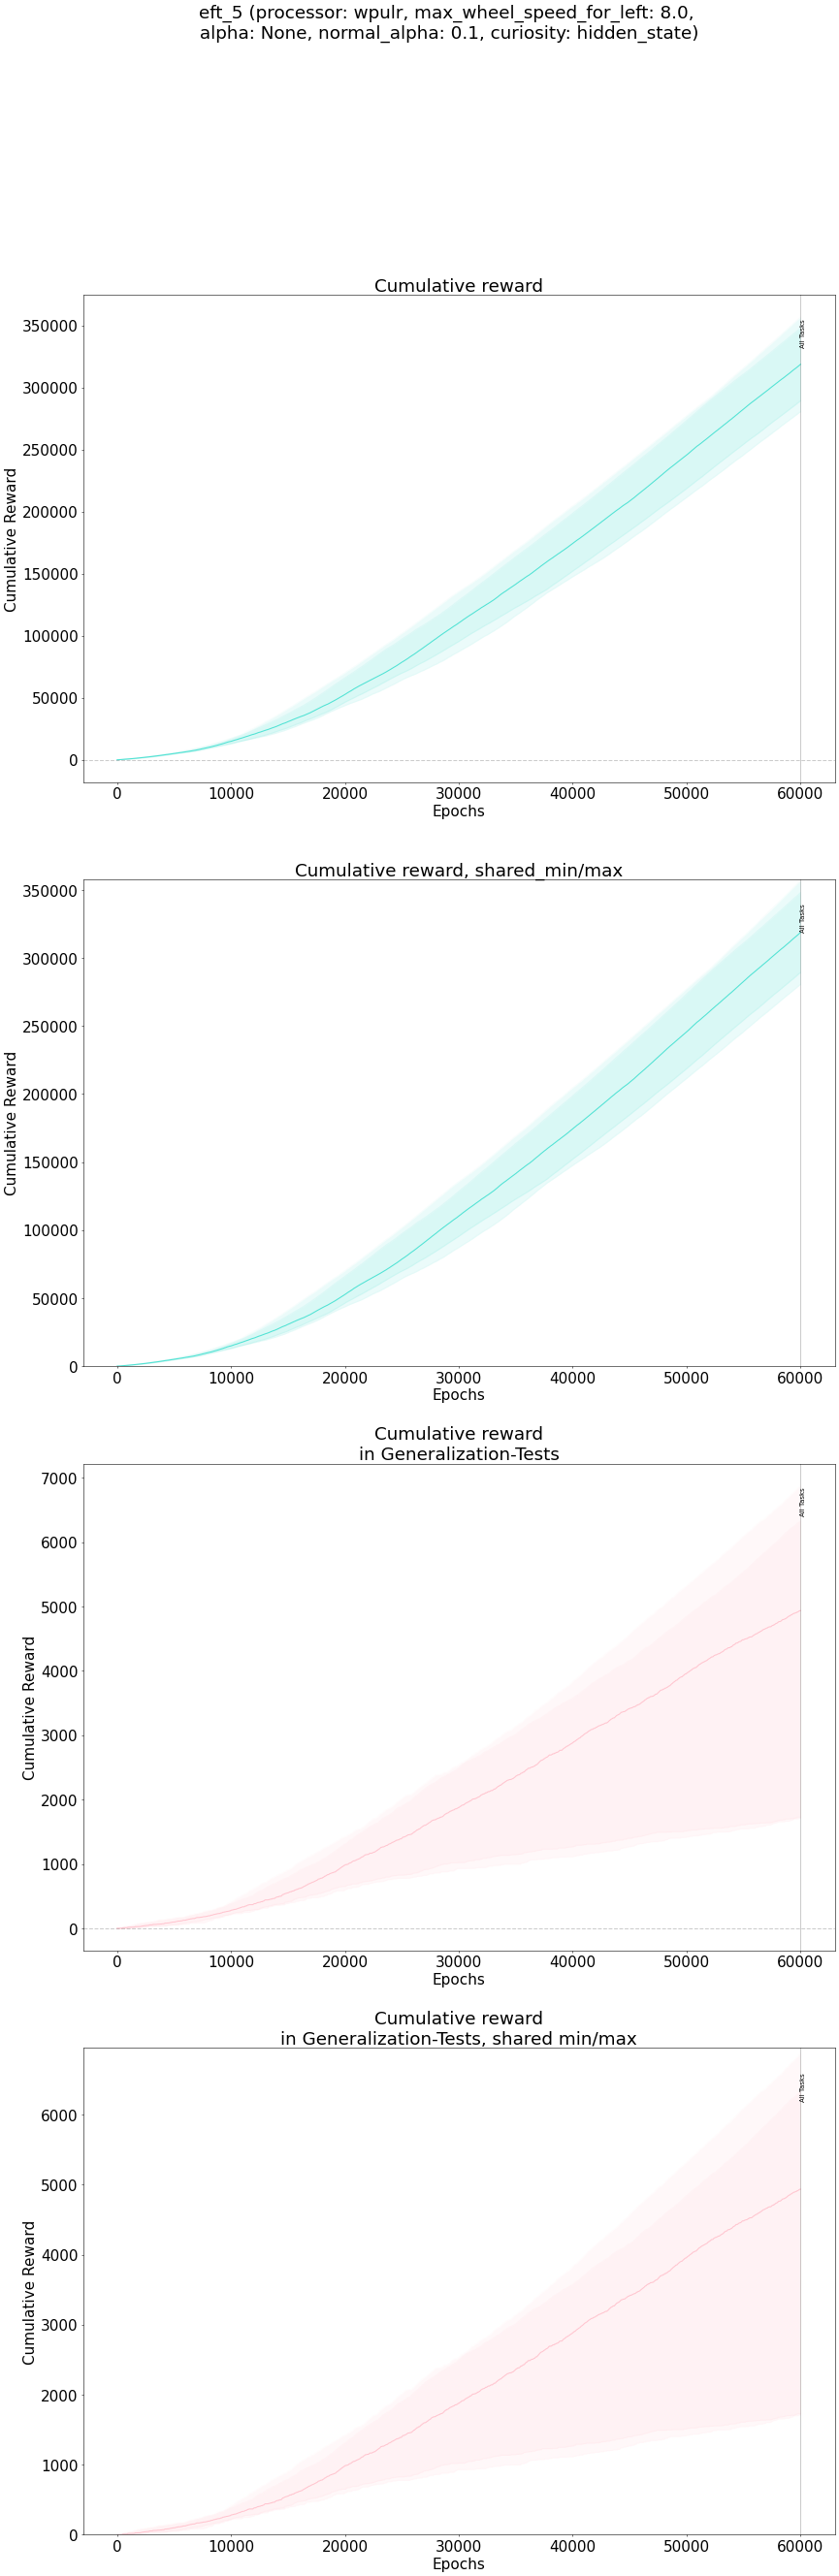 eft_5 (processor: wpulr, max_wheel_speed_for_left: 8.0,
alpha: None, normal_alpha: 0.1, curiosity: hidden_state)
Cumulative reward
350000
300000
250000
200000
150000
100000
50000
0
Cumulative Reward
All Tasks
0 10000 20000 30000 40000 50000 60000
Epochs
Cumulative reward, shared_min/max
350000
300000
250000
200000
150000
100000
50000
0
Cumulative Reward
All Tasks
0 10000 20000 30000 40000 50000 60000
Epochs
Cumulative reward
in Generalization-Tests
7000
6000
5000
4000
3000
2000
1000
0
Cumulative Reward
All Tasks
0 10000 20000 30000 40000 50000 60000
Epochs
Cumulative reward
in Generalization-Tests, shared min/max
6000
5000
4000
3000
2000
1000
0
Cumulative Reward
All Tasks
0 10000 20000 30000 40000 50000 60000
Epochs